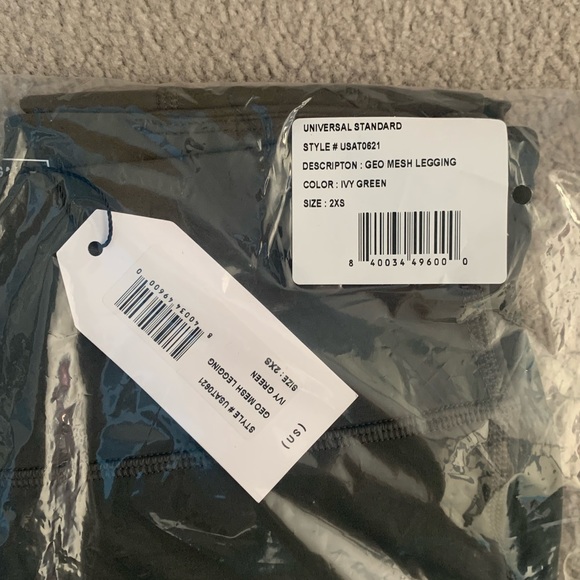 UNIVERSAL STANDARD
STYLE # USAT0621
DESCRIPTON : GEO MESH LEGGING
COLOR : IVY GREEN
SIZE : 2XS
8 40034 49600 0
8 40034 49600 0
STYLE # USAT0621
GEO MESH LEGGING
IVY GREEN
SIZE : 2XS
(US)